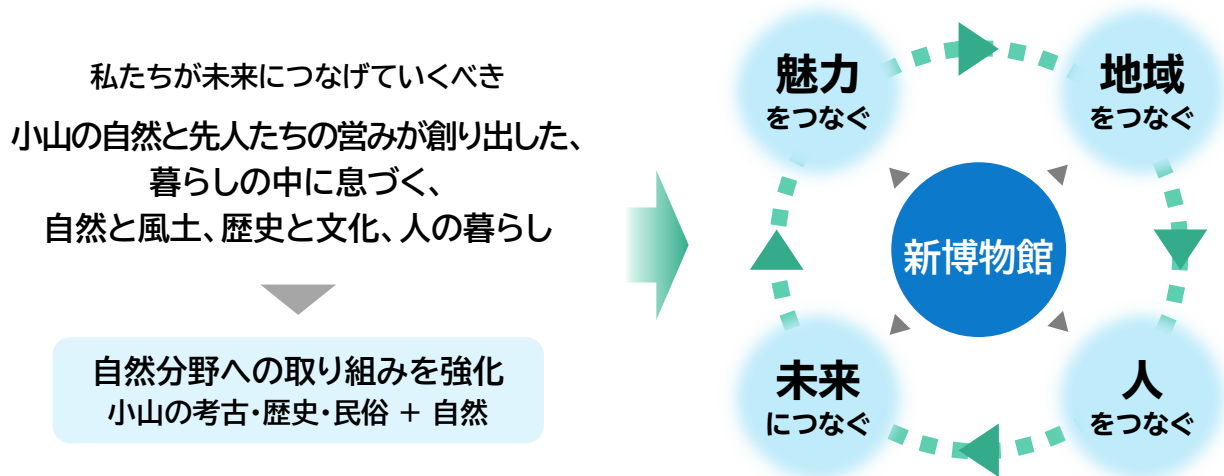 私たちが未来につなげていくべき
小山の自然と先人たちの営みが創り出した、
暮らしの中に息づく、
自然と風土、歴史と文化、人の暮らし
自然分野への取り組みを強化
小山の考古・歴史・民俗 + 自然
魅力
をつなぐ
地域
をつなぐ
新博物館
未来
につなぐ
人
をつなぐ